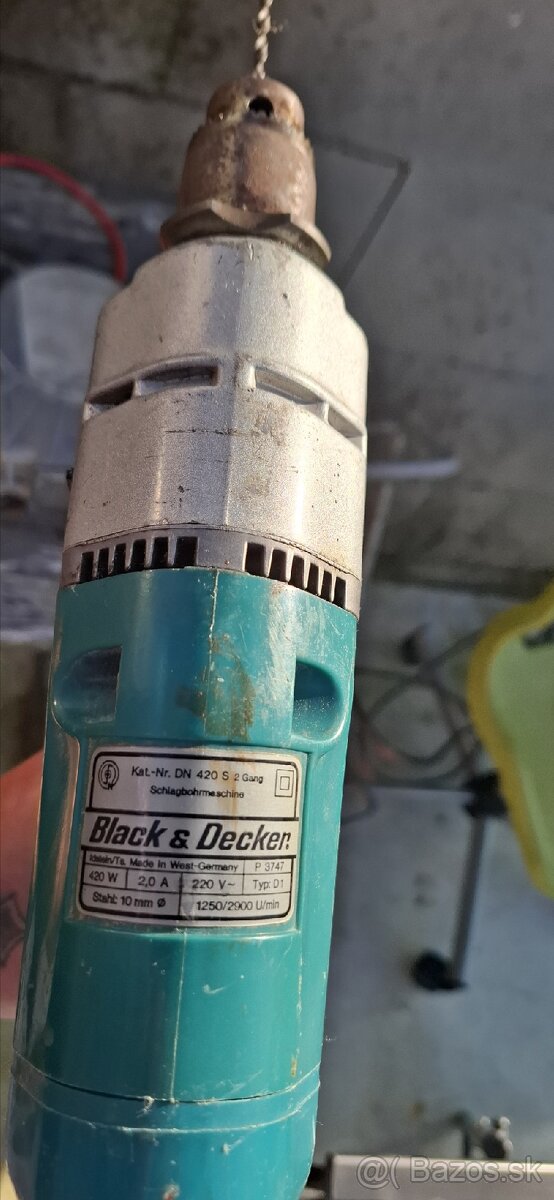 Kat.-Nr. DN 420 S 2 Gang
Schlagbohrmaschine
Black & Decker.
Idstein/Ts. Made in West-Germany P 3747
420 W 2,0 A 220 V~ Typ: D1
Stahl: 10 mm Ø 1250/2900 U/min
@( Bazos.sk